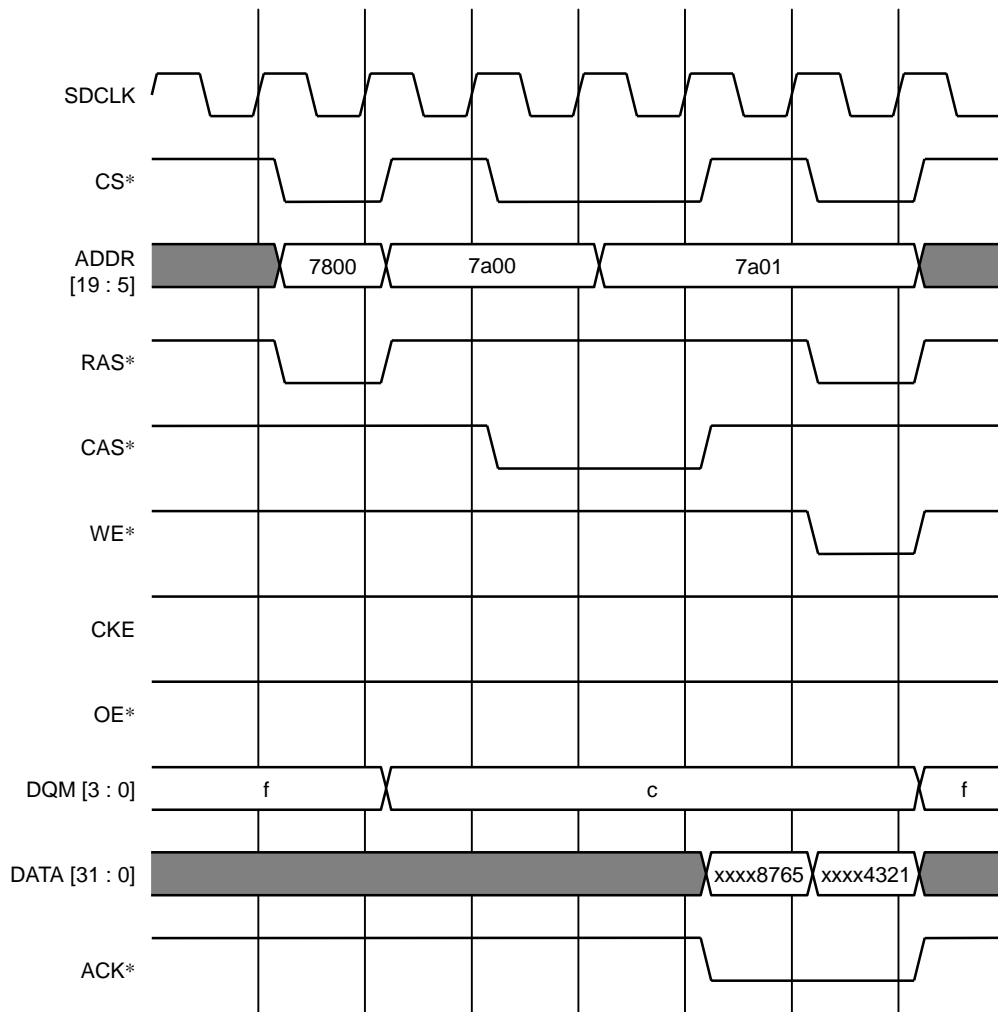 SDCLK
CS*
ADDR
[19 : 5]
7800
7a00
7a01
RAS*
CAS*
WE*
CKE
OE*
DQM [3 : 0]
f
c
f
DATA [31 : 0]
xxxx8765
xxxx4321
ACK*